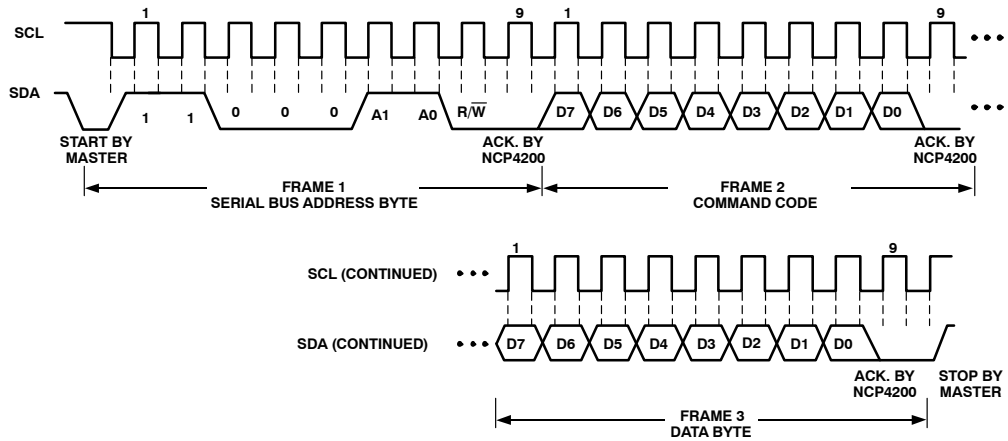 1 9 1 9
SCL
SDA
1 1 0 0 0 A1 A0 R/W̅ D7 D6 D5 D4 D3 D2 D1 D0
START BY
MASTER
ACK. BY
NCP4200
ACK. BY
NCP4200
FRAME 1
SERIAL BUS ADDRESS BYTE
FRAME 2
COMMAND CODE
1 9
SCL (CONTINUED)
SDA (CONTINUED)
D7 D6 D5 D4 D3 D2 D1 D0
ACK. BY
NCP4200
STOP BY
MASTER
FRAME 3
DATA BYTE